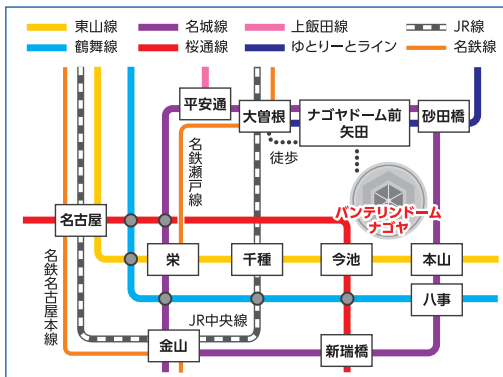 東山線
名城線
上飯田線
JR線
鶴舞線
桜通線
ゆとりーとライン
名鉄線
平安通
大曽根
ナゴヤドーム前
矢田
砂田橋
徒歩
名鉄瀬戸線
バンテリンドーム
ナゴヤ
名古屋
栄
千種
今池
本山
名鉄名古屋本線
八事
JR中央線
金山
新瑞橋